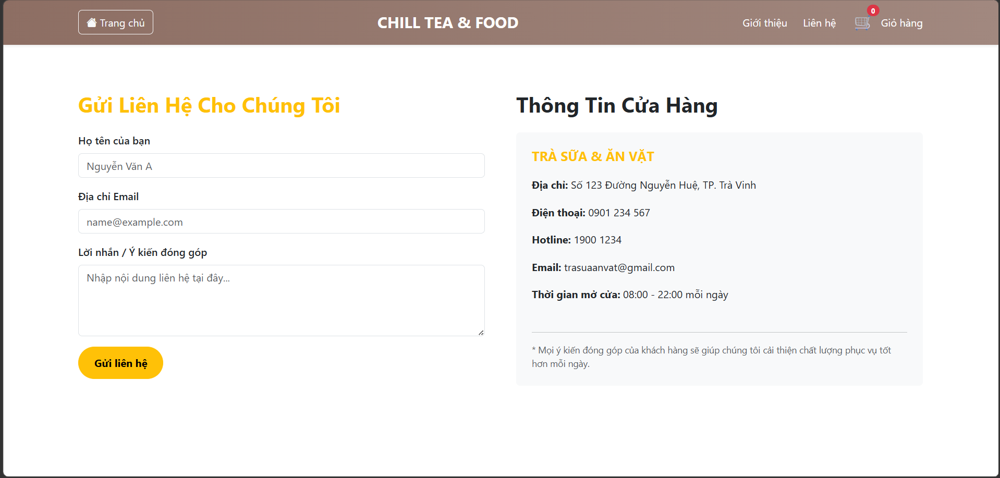 Trang chủ
CHILL TEA & FOOD
Giới thiệu
Liên hệ
0
Giỏ hàng
Gửi Liên Hệ Cho Chúng Tôi
Họ tên của bạn
Nguyễn Văn A
Địa chỉ Email
name@example.com
Lời nhắn / Ý kiến đóng góp
Nhập nội dung liên hệ tại đây...
Gửi liên hệ
Thông Tin Cửa Hàng
TRÀ SỮA & ĂN VẶT
Địa chỉ: Số 123 Đường Nguyễn Huệ, TP. Trà Vinh
Điện thoại: 0901 234 567
Hotline: 1900 1234
Email: trasuaanvat@gmail.com
Thời gian mở cửa: 08:00 - 22:00 mỗi ngày
* Mọi ý kiến đóng góp của khách hàng sẽ giúp chúng tôi cải thiện chất lượng phục vụ tốt
hơn mỗi ngày.